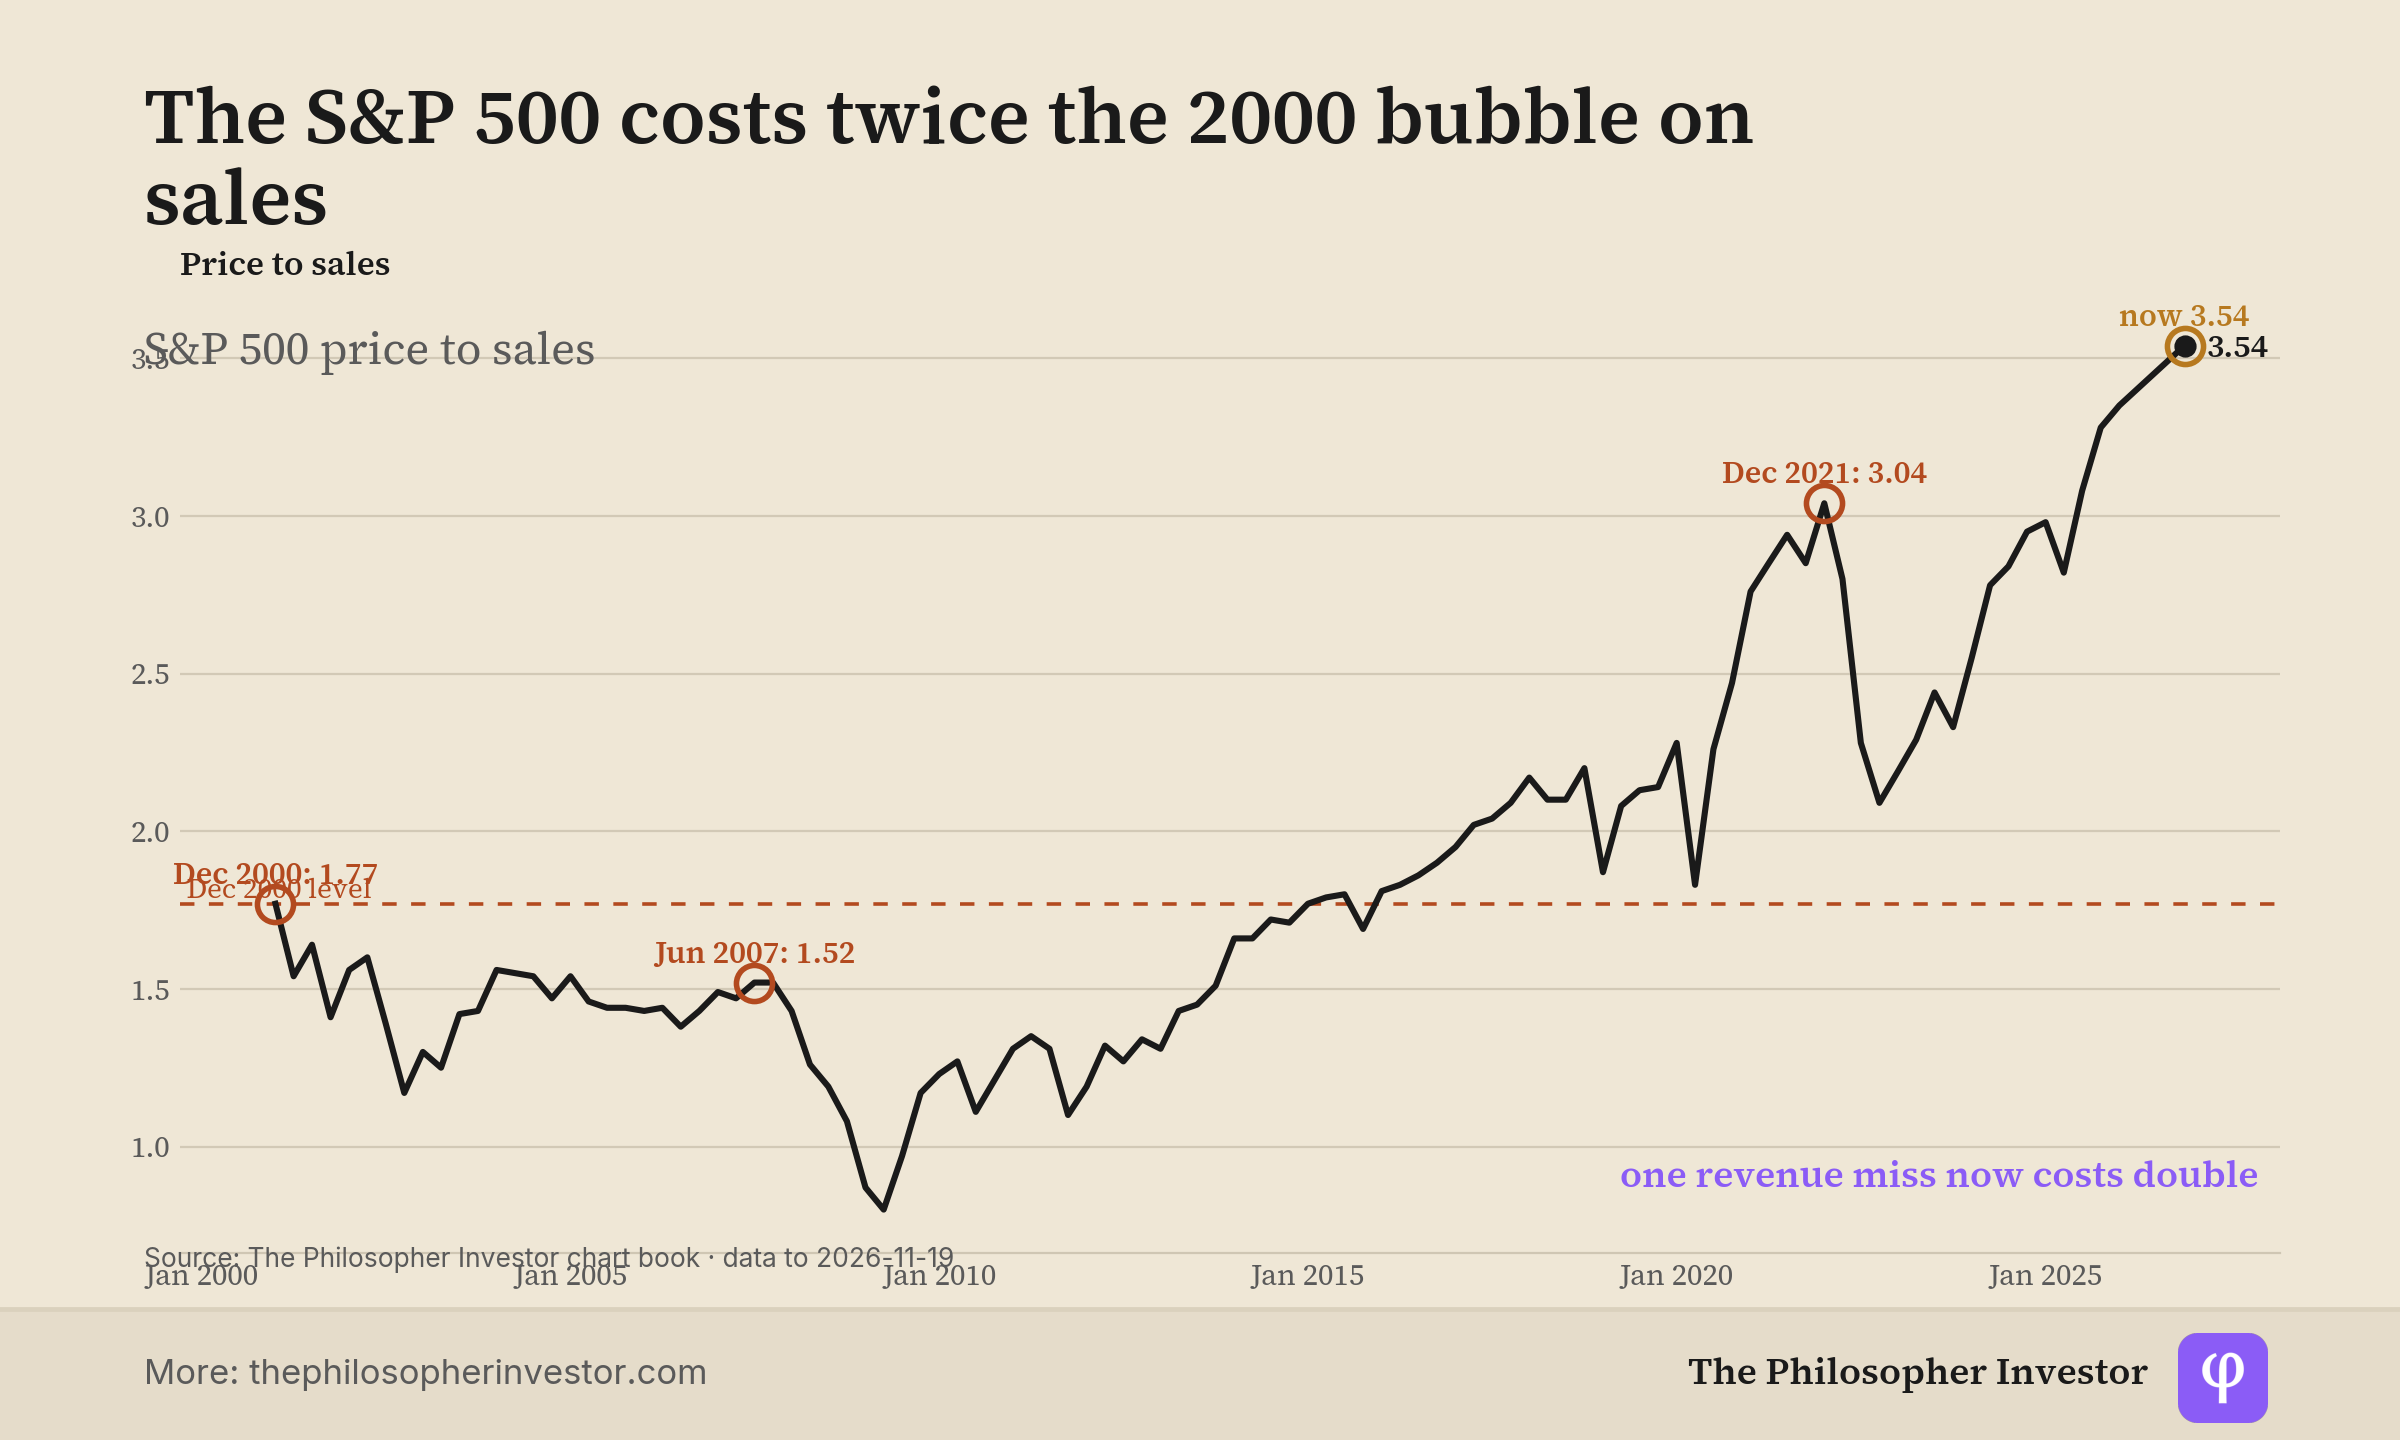 The S&P 500 costs twice the 2000 bubble on
sales
Price to sales
S&P 500 price to sales
now 3.54
3.54
3.5
Dec 2021: 3.04
3.0
2.5
2.0
Dec 2000: 1.77
Dec 2000 level
Jun 2007: 1.52
1.5
1.0
one revenue miss now costs double
Source: The Philosopher Investor chart book · data to 2026-11-19
Jan 2000 Jan 2005 Jan 2010 Jan 2015 Jan 2020 Jan 2025
More: thephilosopherinvestor.com
The Philosopher Investor φ